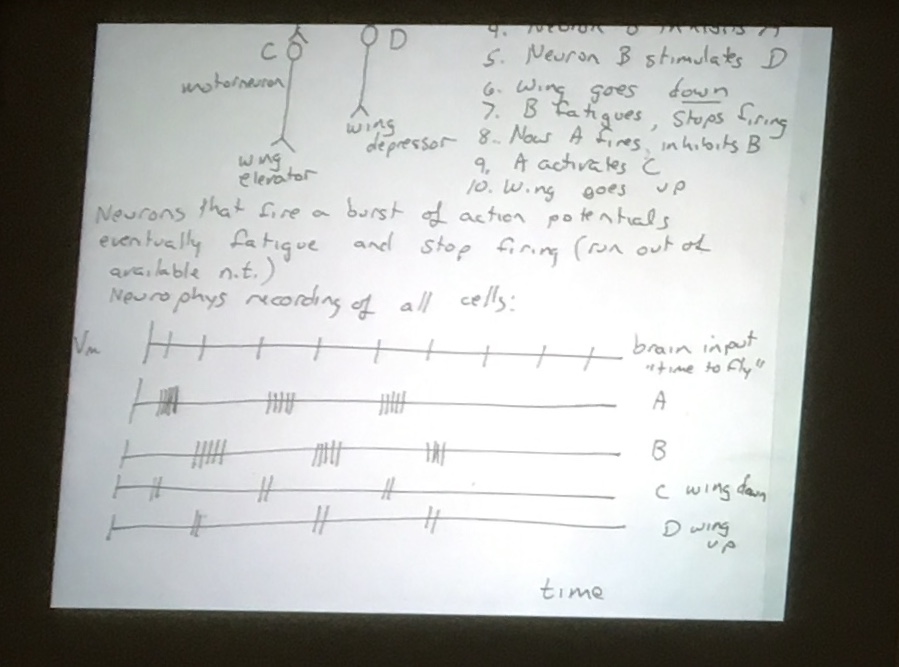 C
D
motorneuron
wing
elevator
wing
depressor
5. Neuron B stimulates D
6. Wing goes down
7. B fatigues, stops firing
8. Now A fires, inhibits B
9. A activates C
10. Wing goes up
Neurons that fire a burst of action potentials
eventually fatigue and stop firing (run out of
available n.t.)
Neurophys recording of all cells:
Vm
brain input
"time to fly"
A
B
C wing down
D wing
up
time